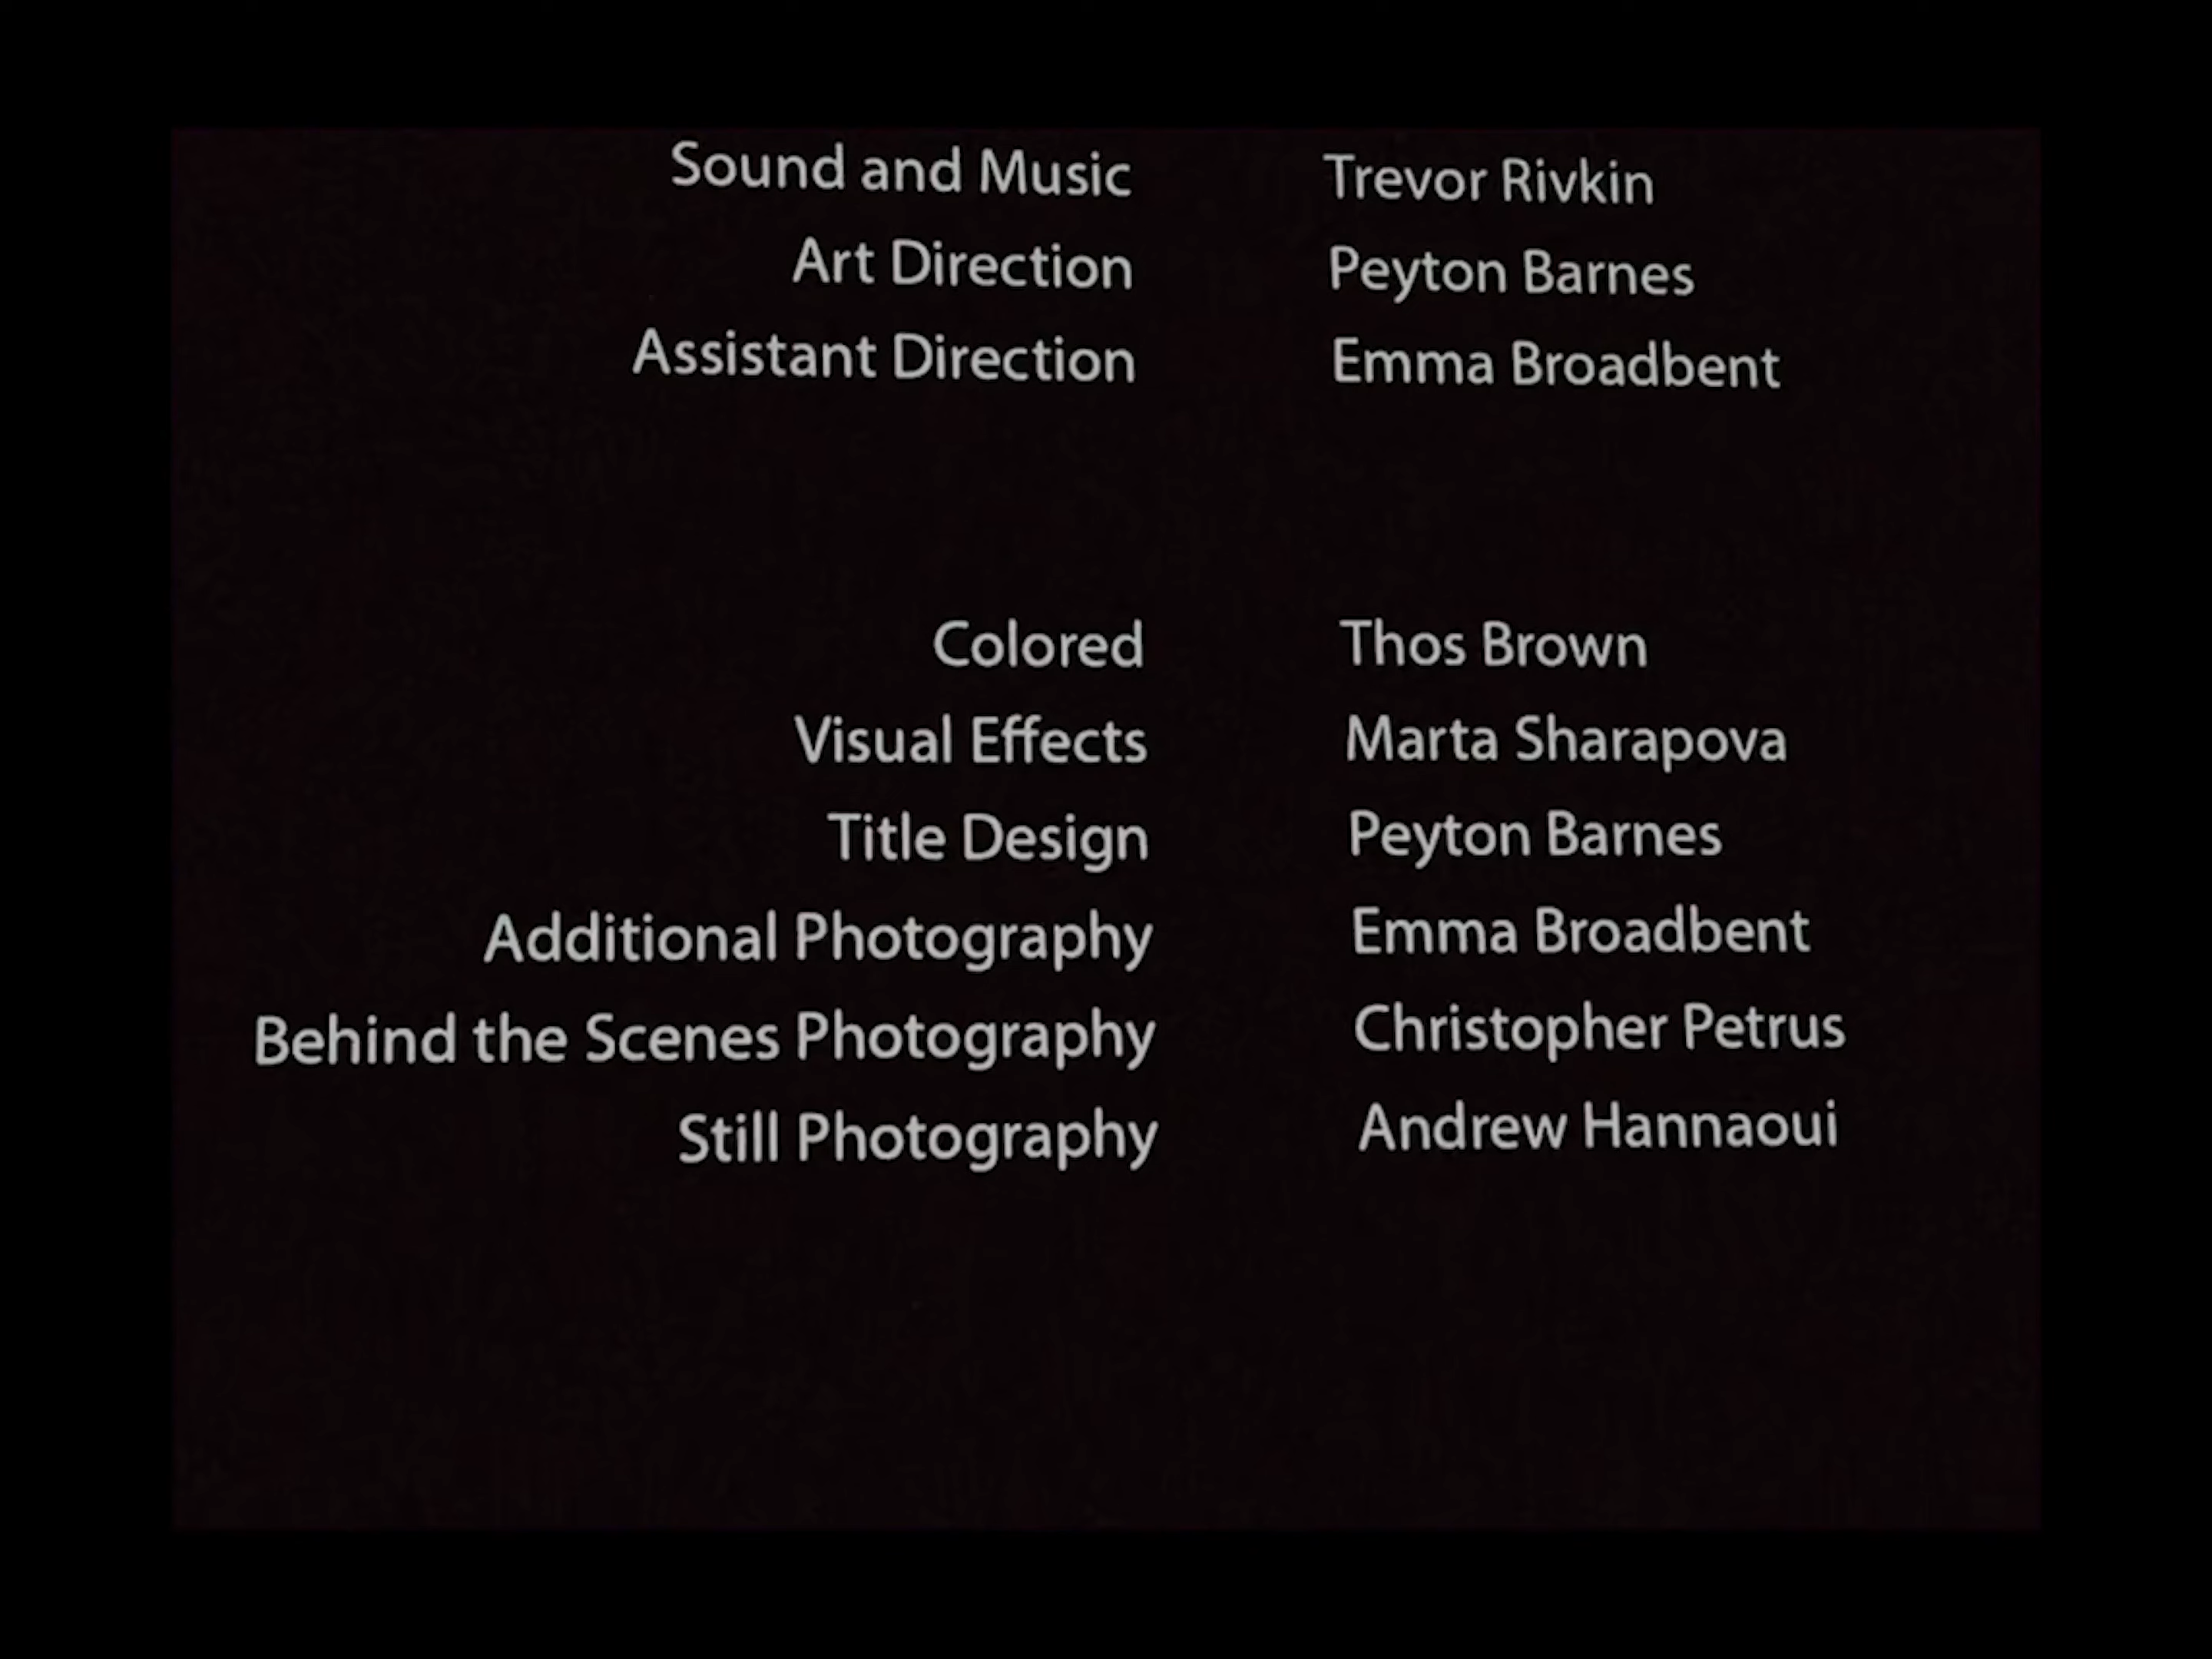 Sound and Music Trevor Rivkin
Art Direction Peyton Barnes
Assistant Direction Emma Broadbent
Colored Thos Brown
Visual Effects Marta Sharapova
Title Design Peyton Barnes
Additional Photography Emma Broadbent
Behind the Scenes Photography Christopher Petrus
Still Photography Andrew Hannaoui